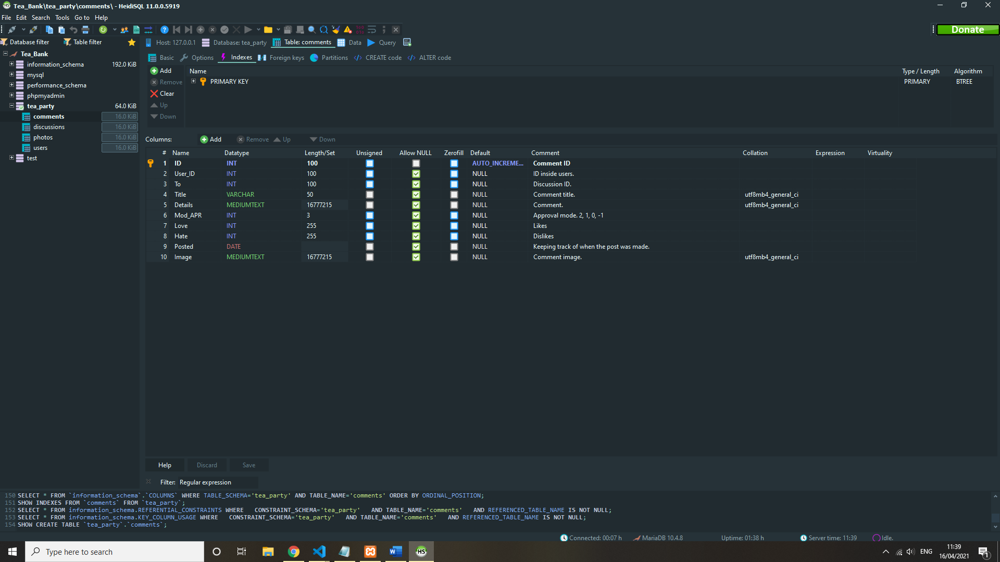 Tea_Bank\tea_party\comments\ - HeidiSQL 11.0.0.5919
File Edit Search Tools Go to Help
Donate
Database filter Table filter
Host: 127.0.0.1 Database: tea_party Table: comments Data Query
Tea_Bank
information_schema 192.0 KiB
mysql
performance_schema
phpmyadmin
tea_party 64.0 KiB
comments 16.0 KiB
discussions 16.0 KiB
photos 16.0 KiB
users 16.0 KiB
test
Basic Options Indexes Foreign keys Partitions CREATE code ALTER code
Add
Remove
Clear
Up
Down
Name Type / Length Algorithm
PRIMARY KEY PRIMARY BTREE
Columns: Add Remove Up Down
# Name Datatype Length/Set Unsigned Allow NULL Zerofill Default Comment Collation Expression Virtuality
1 ID INT 100 AUTO_INCREME... Comment ID
2 User_ID INT 100 NULL ID inside users.
3 To INT 100 NULL Discussion ID.
4 Title VARCHAR 50 NULL Comment title. utf8mb4_general_ci
5 Details MEDIUMTEXT 16777215 NULL Comment. utf8mb4_general_ci
6 Mod_APR INT 3 NULL Approval mode. 2, 1, 0, -1
7 Love INT 255 NULL Likes
8 Hate INT 255 NULL Dislikes
9 Posted DATE NULL Keeping track of when the post was made.
10 Image MEDIUMTEXT 16777215 NULL Comment image. utf8mb4_general_ci
Help Discard Save
Filter: Regular expression
150 SELECT * FROM `information_schema`.`COLUMNS` WHERE TABLE_SCHEMA='tea_party' AND TABLE_NAME='comments' ORDER BY ORDINAL_POSITION;
151 SHOW INDEXES FROM `comments` FROM `tea_party`;
152 SELECT * FROM information_schema.REFERENTIAL_CONSTRAINTS WHERE CONSTRAINT_SCHEMA='tea_party' AND TABLE_NAME='comments' AND REFERENCED_TABLE_NAME IS NOT NULL;
153 SELECT * FROM information_schema.KEY_COLUMN_USAGE WHERE CONSTRAINT_SCHEMA='tea_party' AND TABLE_NAME='comments' AND REFERENCED_TABLE_NAME IS NOT NULL;
154 SHOW CREATE TABLE `tea_party`.`comments`;
Connected: 00:07 h MariaDB 10.4.8 Uptime: 01:38 h Server time: 11:39 Idle.
Type here to search
HS
ENG
11:39
16/04/2021
1